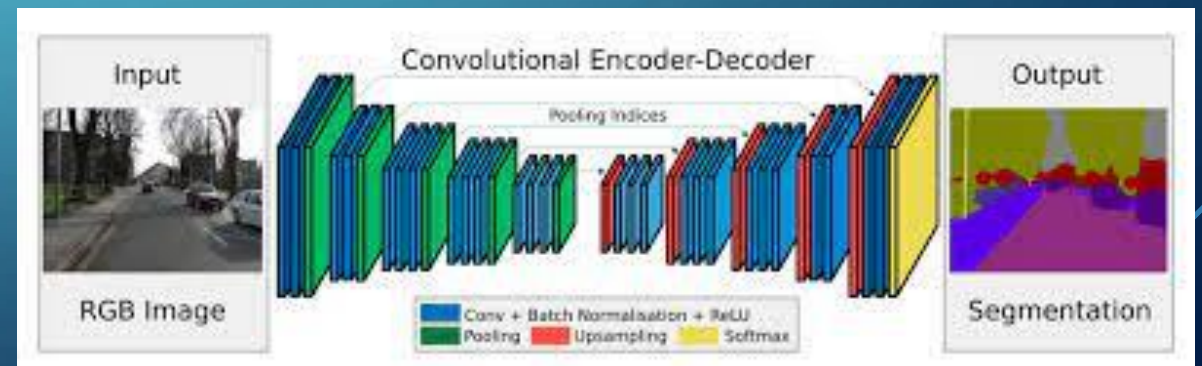 Input
Convolutional Encoder-Decoder
Output
Pooling Indices
RGB Image
Segmentation
Conv + Batch Normalisation + ReLU
Pooling Upsampling Softmax